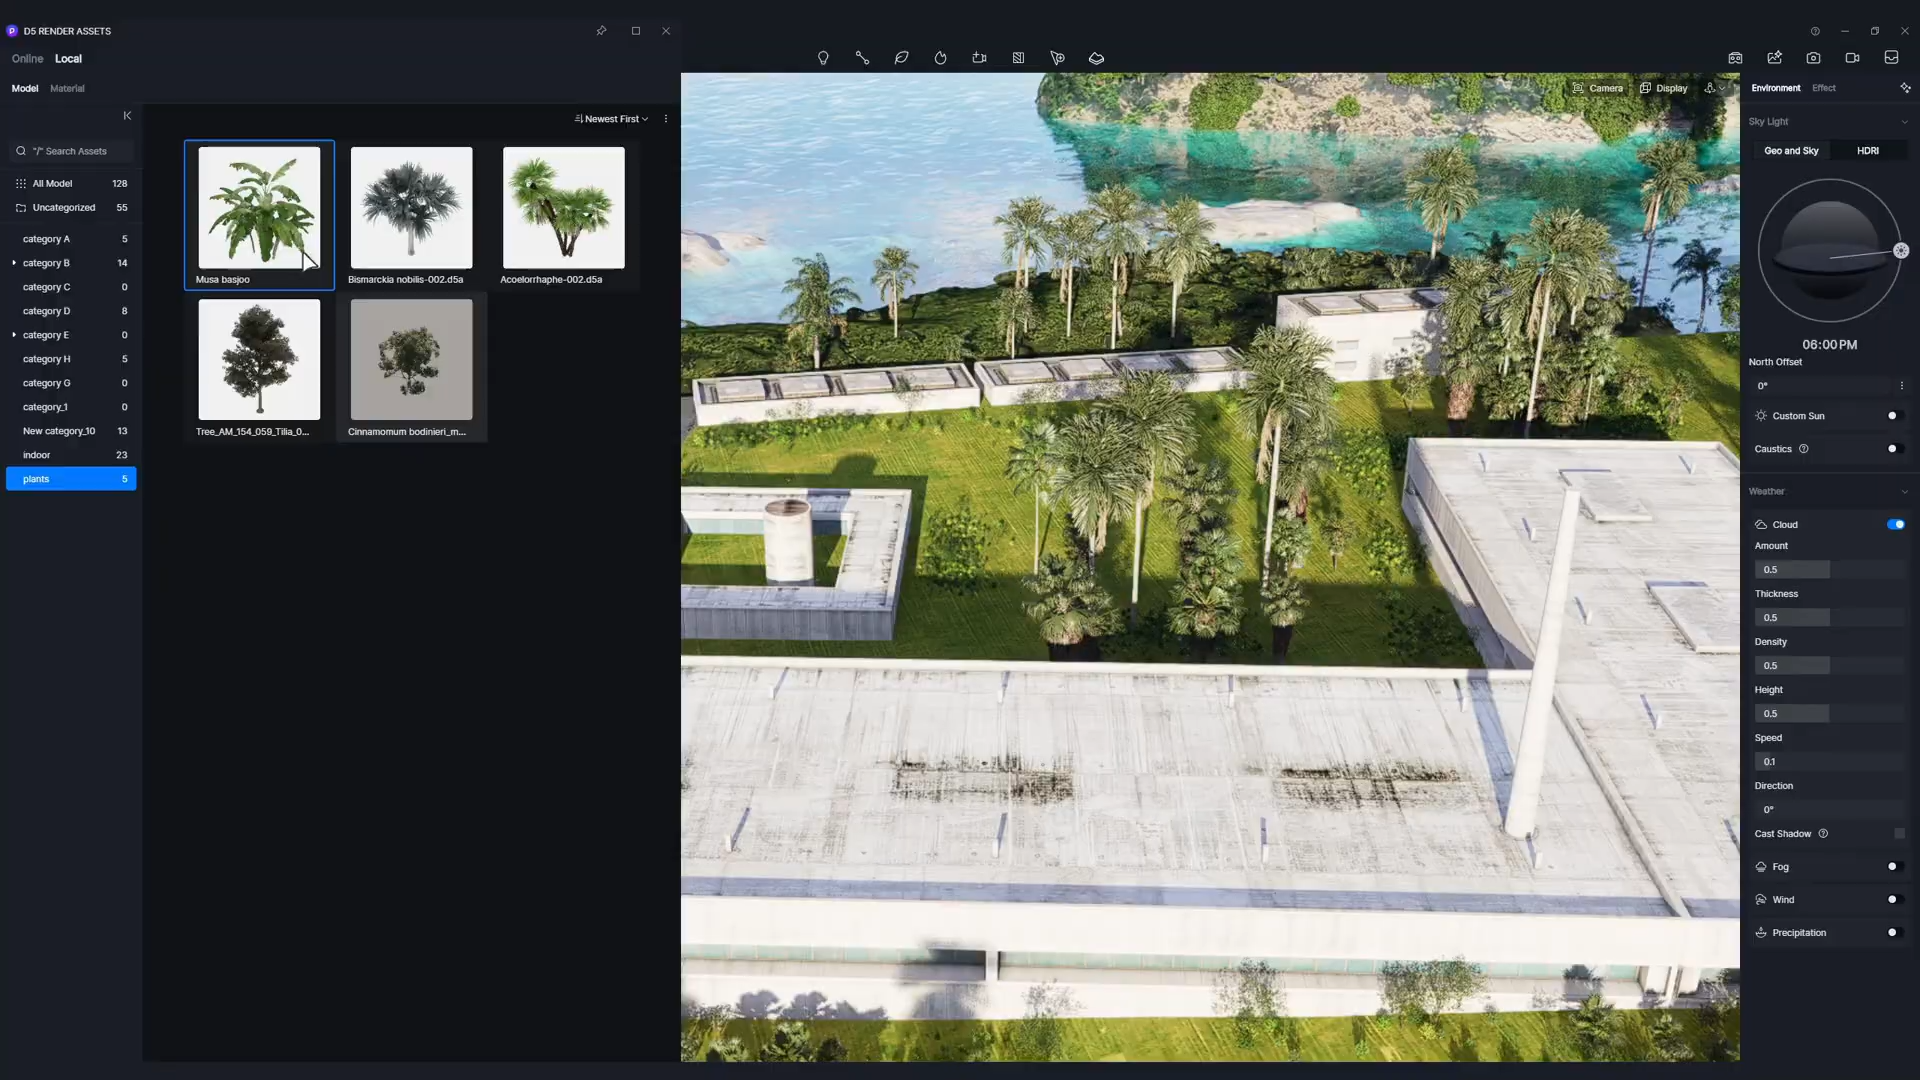 D5 RENDER ASSETS
Online Local
Model Material
"/" Search Assets
All Model 128
Uncategorized 55
category A 5
category B 14
category C 0
category D 8
category E 0
category H 5
category G 0
category_1 0
New category_10 13
indoor 23
plants 5
Newest First
Musa basjoo
Bismarckia nobilis-002.d5a
Acoelorrhaphe-002.d5a
Tree_AM_154_059_Tilia_0...
Cinnamomum bodinieri_m...
Camera Display
Environment Effect
Sky Light
Geo and Sky HDRI
06:00PM
North Offset
0°
Custom Sun
Caustics
Weather
Cloud
Amount
0.5
Thickness
0.5
Density
0.5
Height
0.5
Speed
0.1
Direction
0°
Cast Shadow
Fog
Wind
Precipitation